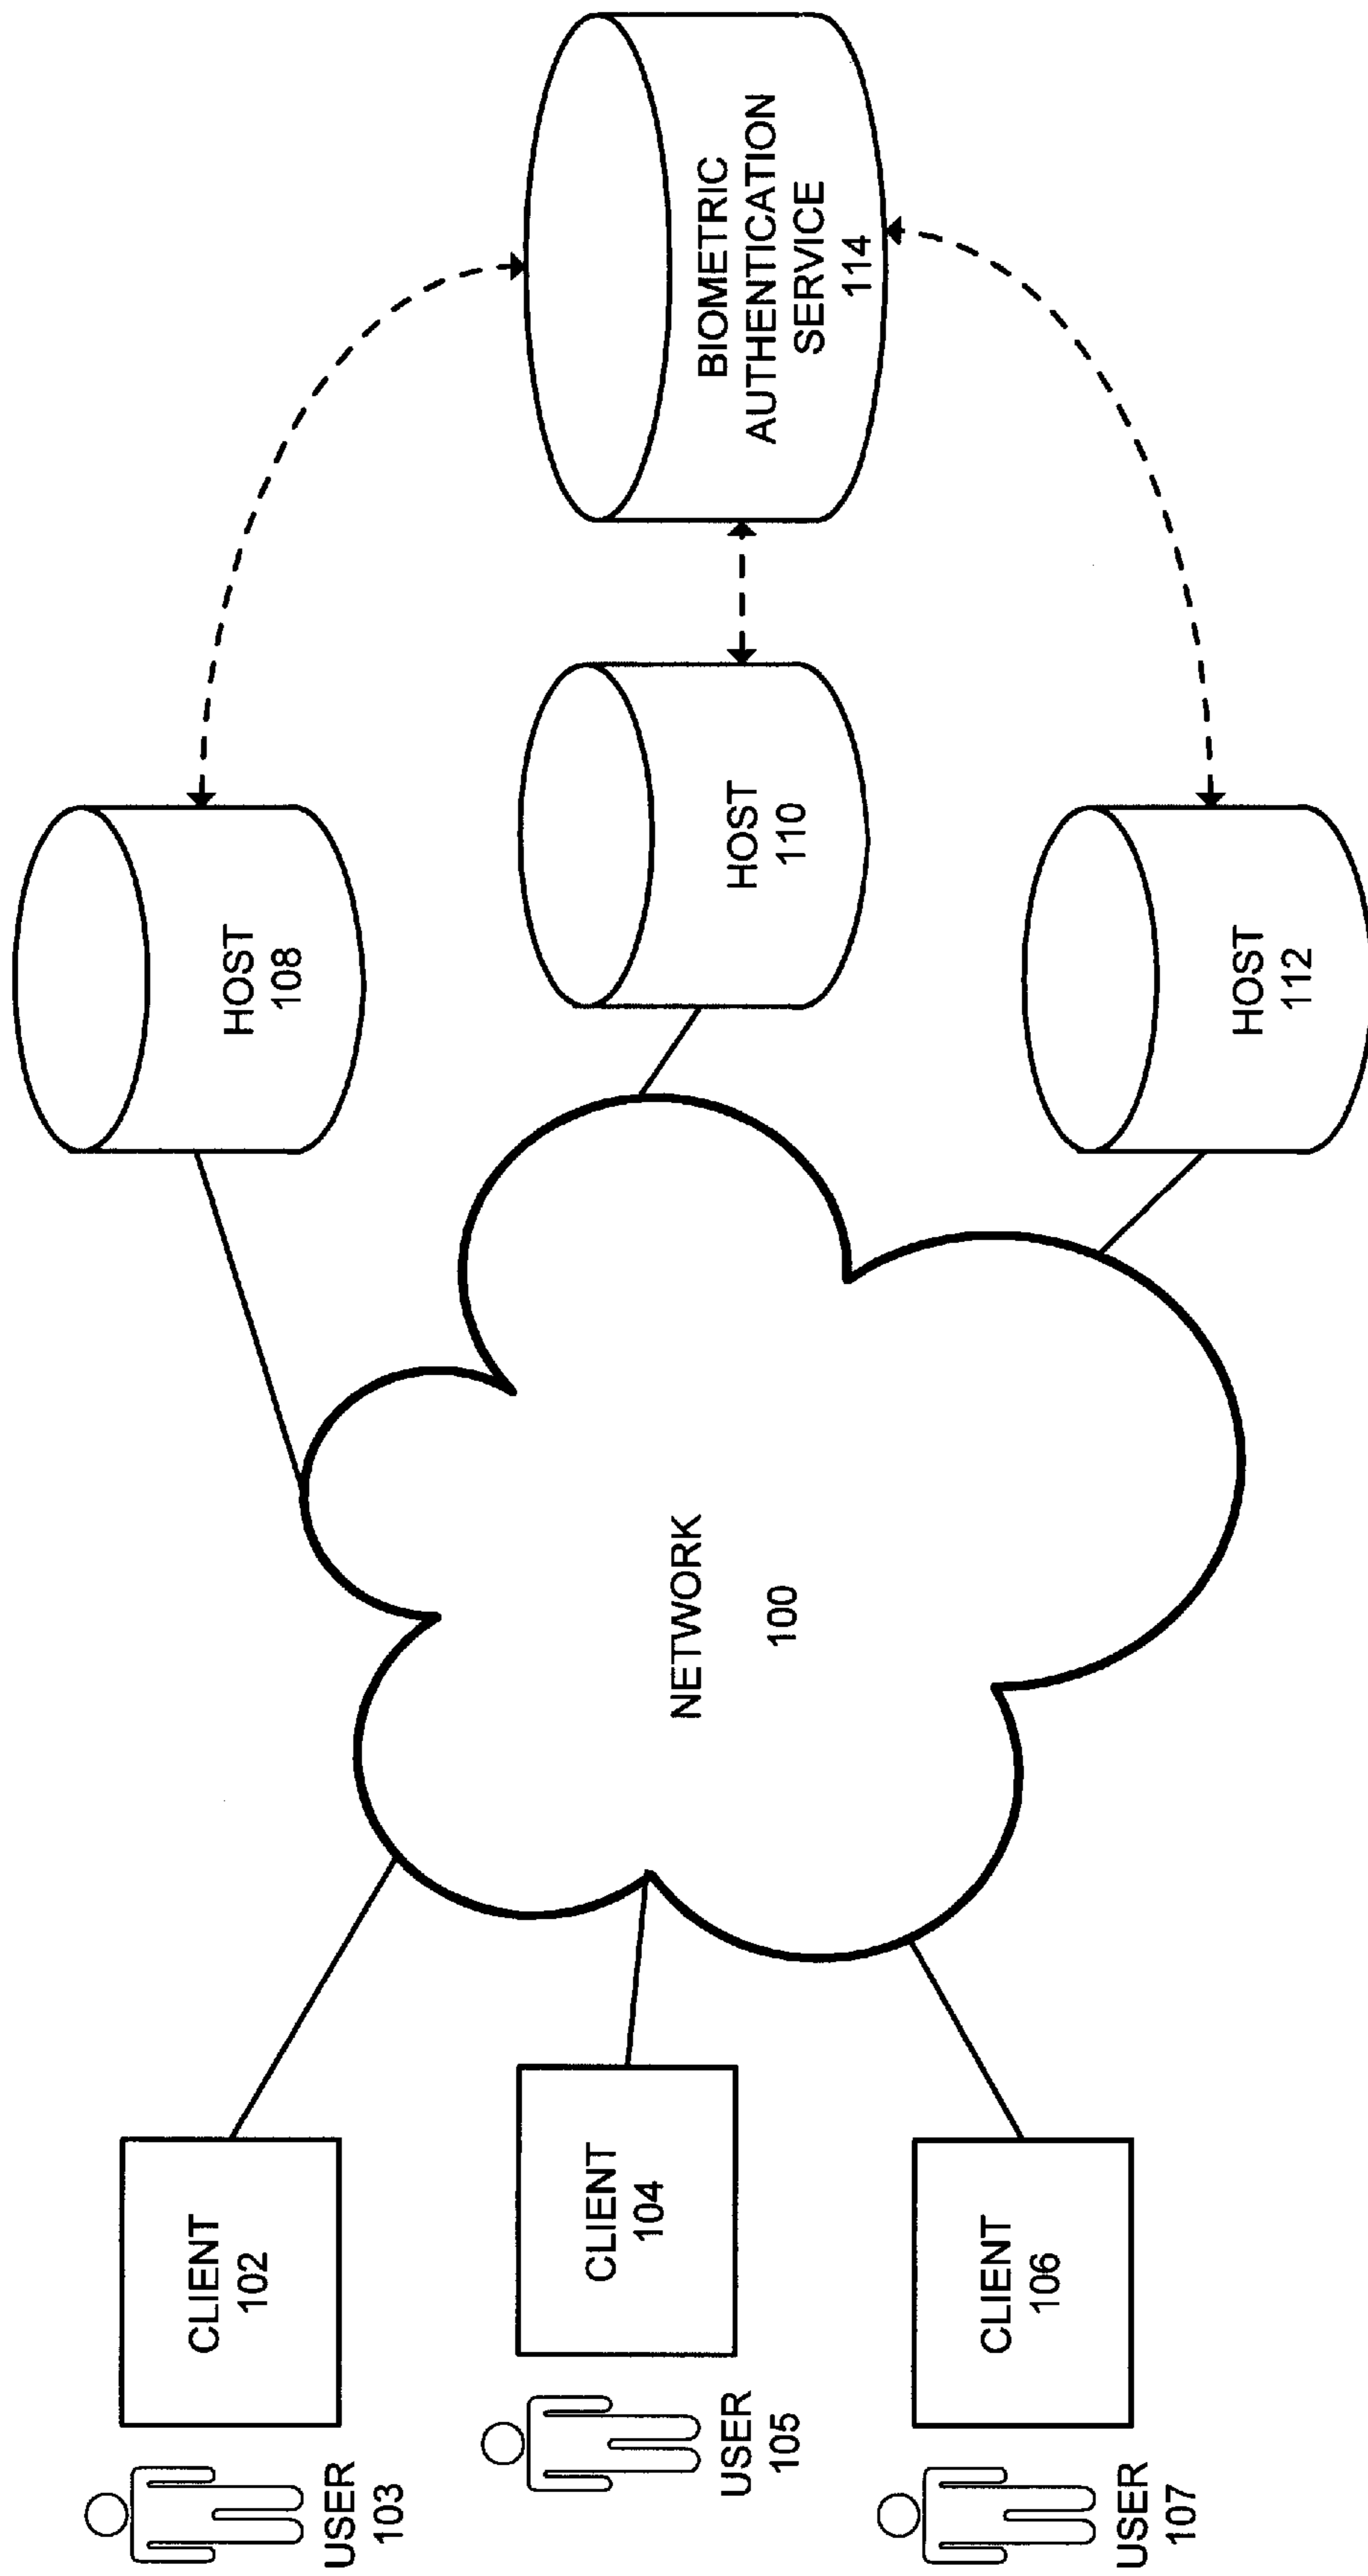 USER
103
CLIENT
102
USER
105
CLIENT
104
USER
107
CLIENT
106
NETWORK
100
HOST
108
HOST
110
HOST
112
BIOMETRIC
AUTHENTICATION
SERVICE
114